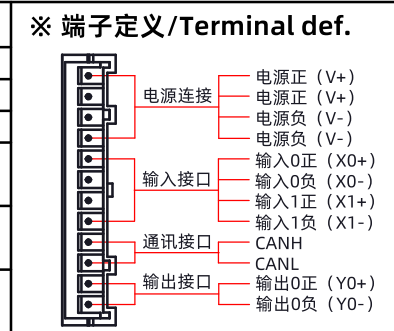 ※ 端子定义/Terminal def.
电源连接
电源正（V+）
电源正（V+）
电源负（V-）
电源负（V-）
输入接口
输入0正（X0+）
输入0负（X0-）
输入1正（X1+）
输入1负（X1-）
通讯接口
CANH
CANL
输出接口
输出0正（Y0+）
输出0负（Y0-）